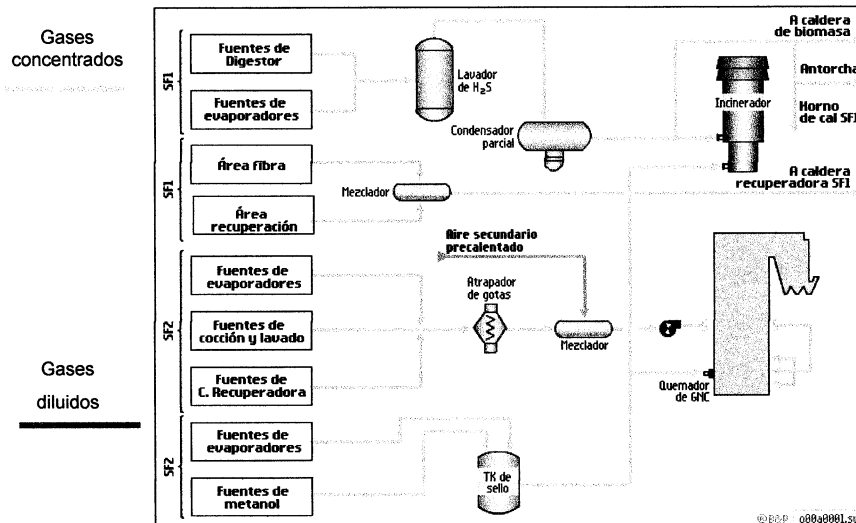 Gases
concentrados
Gases
diluidos
SF1
Fuentes de
Digestor
Fuentes de
evaporadores
Lavador
de H₂S
Condensador
parcial
A caldera
de biomasa
Antorcha
Incinerador
Horno
de cal SF1
SF1
Área fibra
Área
recuperación
Mezclador
A caldera
recuperadora SF1
Aire secundario
precalentado
SF2
Fuentes de
evaporadores
Fuentes de
cocción y lavado
Fuentes de
C. Recuperadora
Atrapador
de gotas
Mezclador
Quemador
de GNC
SF2
Fuentes de
evaporadores
Fuentes de
metanol
TK de
sello
©B&P o00a0001.su